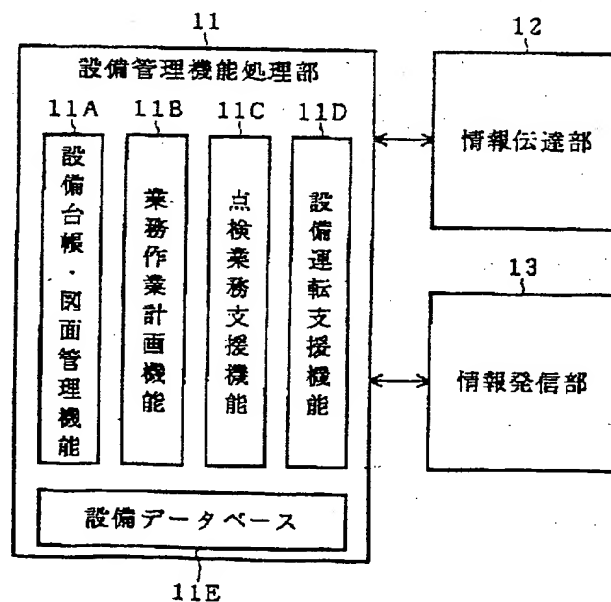 11
設備管理機能処理部
11A
11B
11C
11D
設備台帳・図面管理機能
業務作業計画機能
点検業務支援機能
設備運転支援機能
設備データベース
11E
12
情報伝達部
13
情報発信部